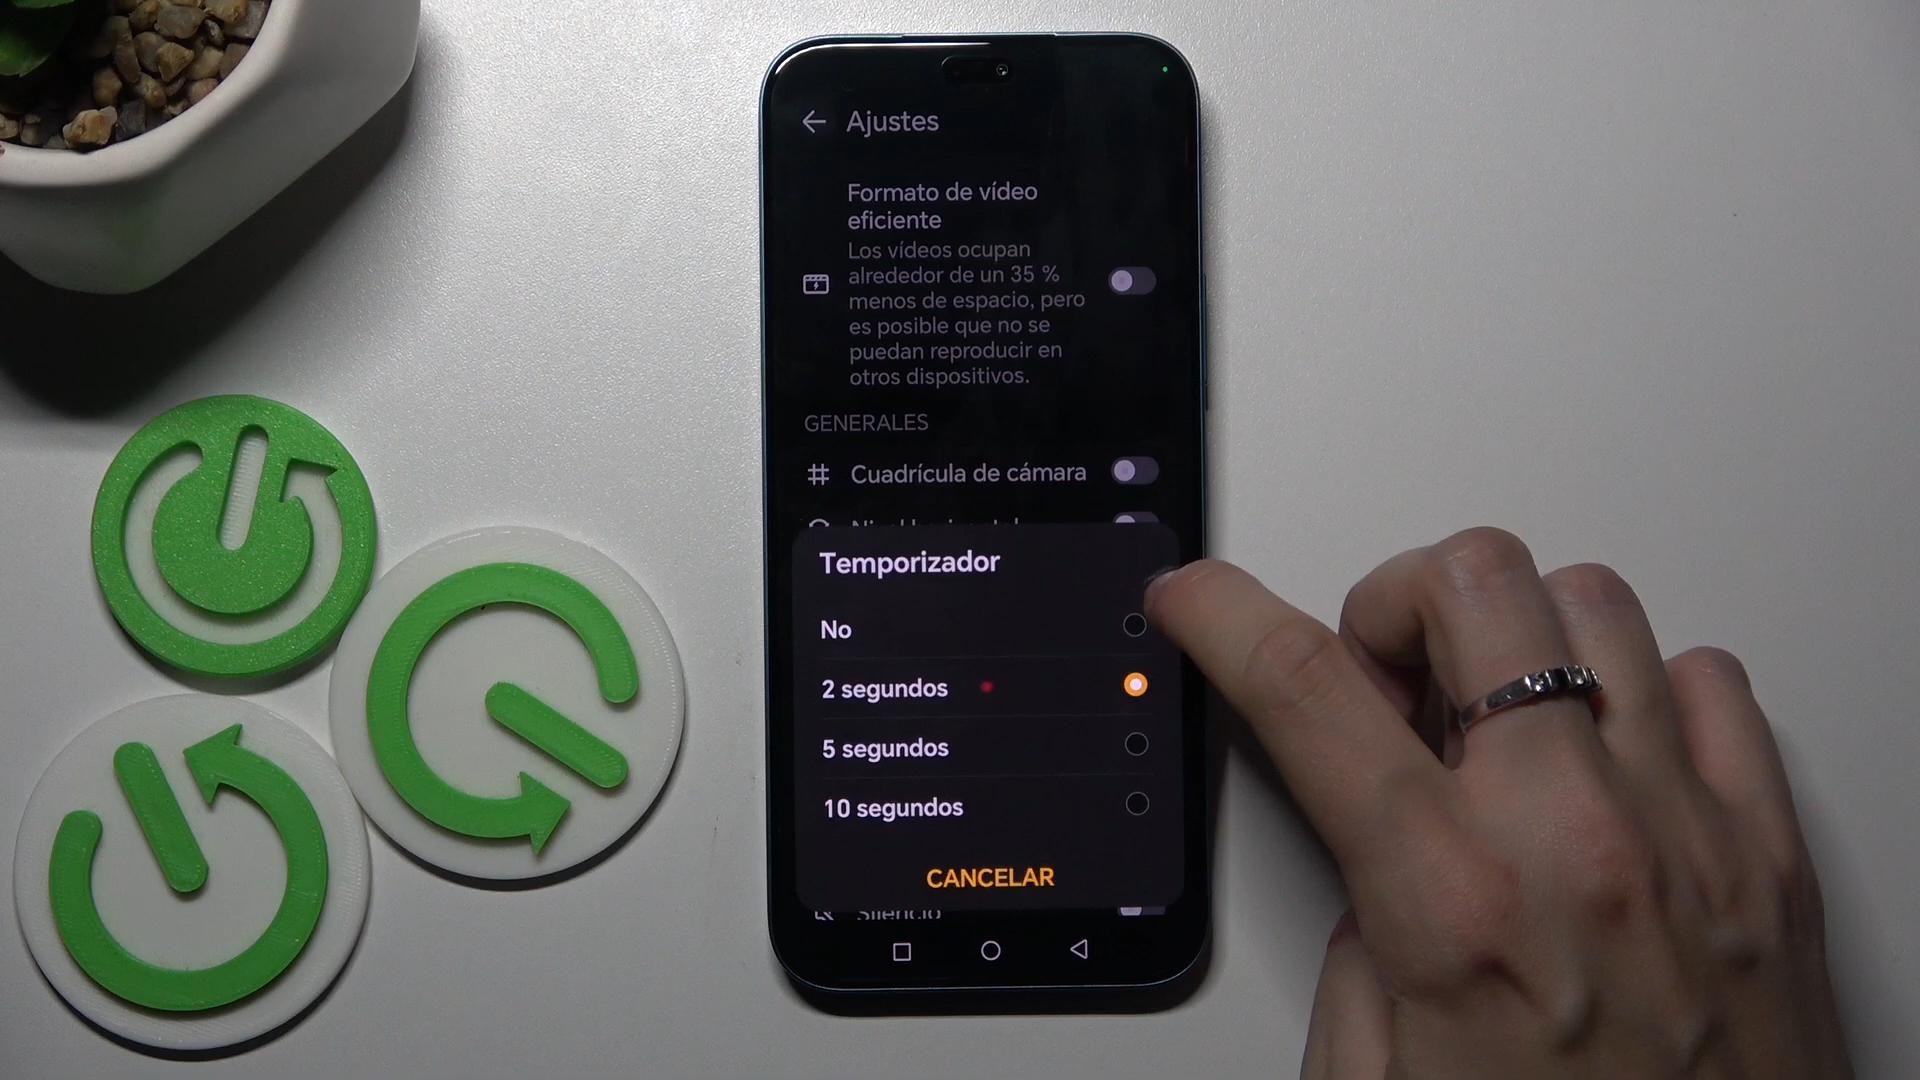 Ajustes
Formato de vídeo
eficiente
Los vídeos ocupan
alrededor de un 35 %
menos de espacio, pero
es posible que no se
puedan reproducir en
otros dispositivos.
GENERALES
Cuadrícula de cámara
Temporizador
No
2 segundos
5 segundos
10 segundos
CANCELAR
Silencio